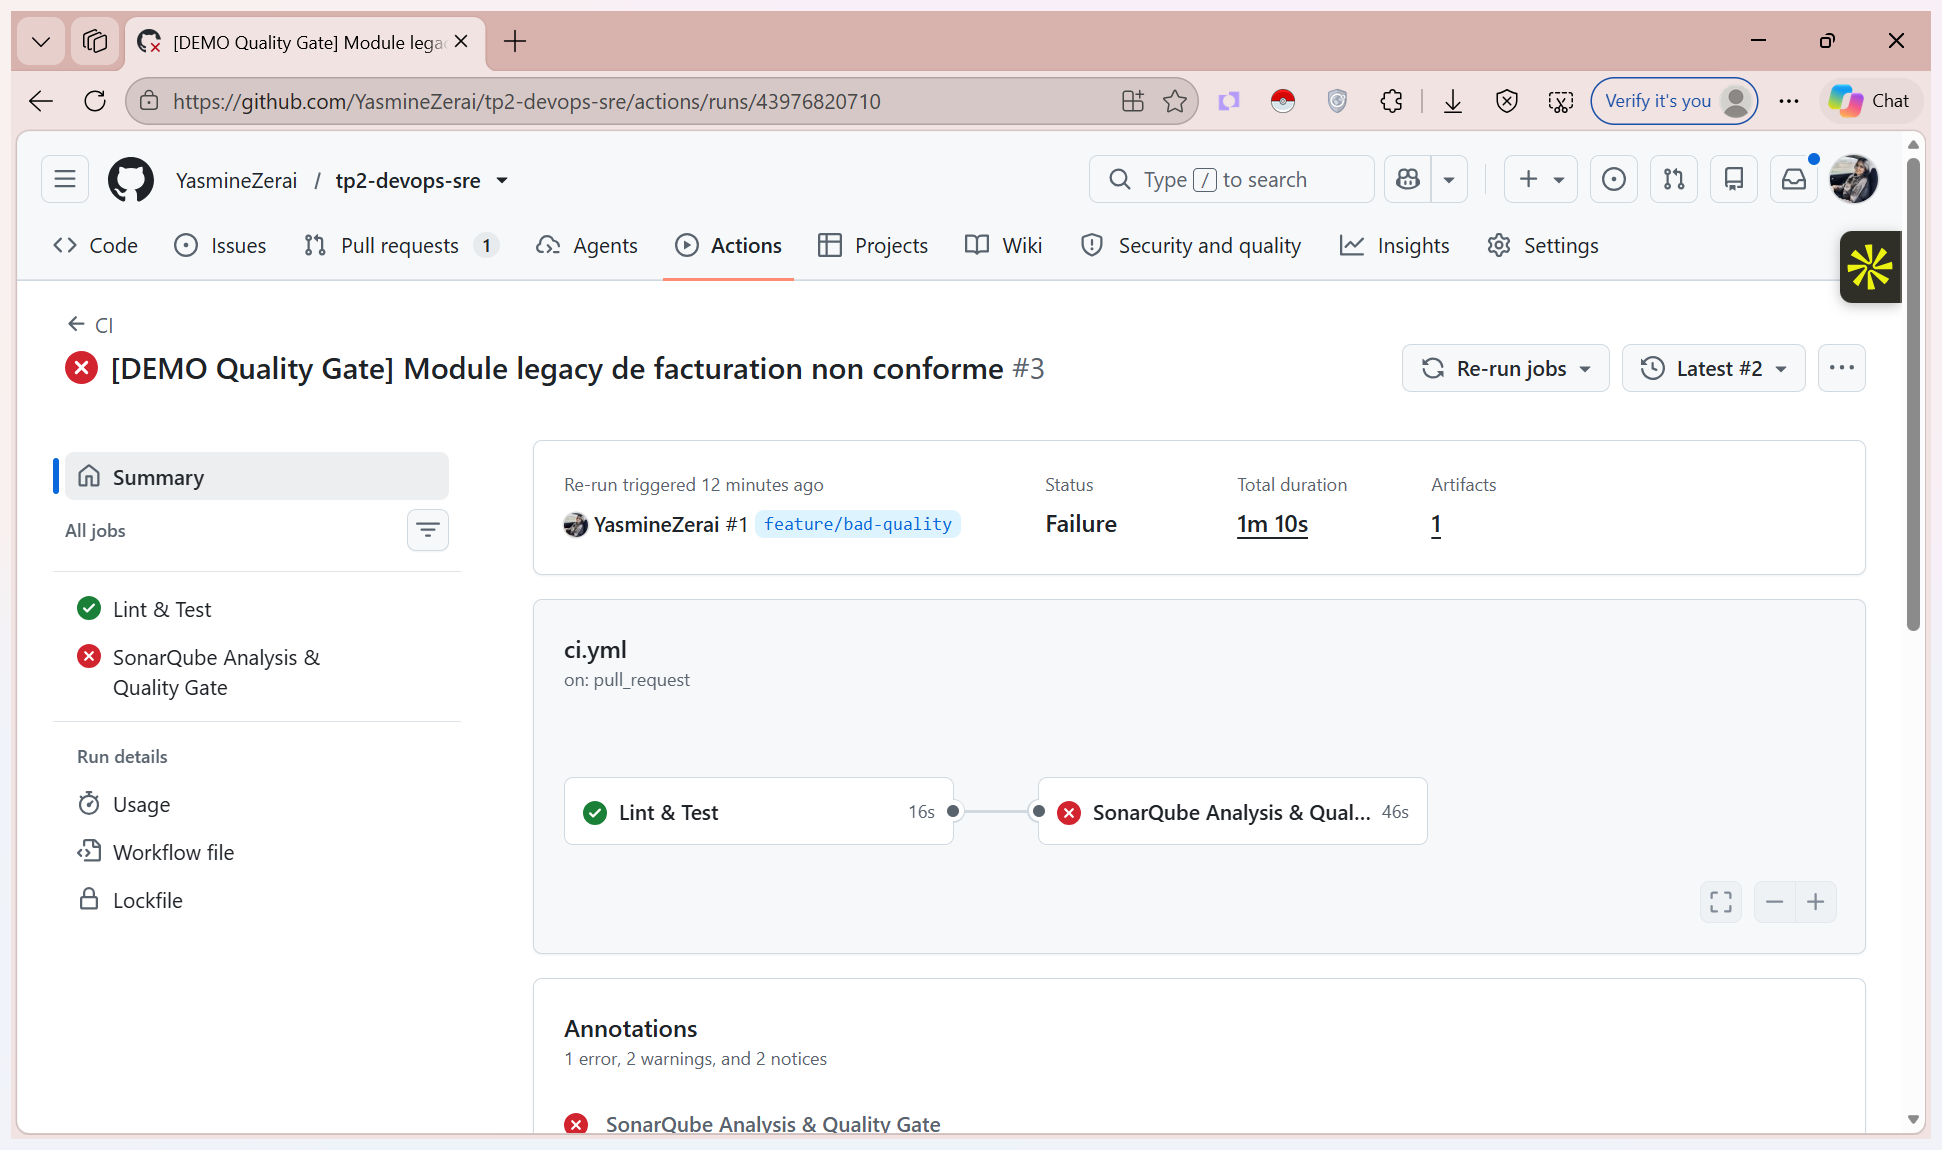 [DEMO Quality Gate] Module lega
https://github.com/YasmineZerai/tp2-devops-sre/actions/runs/43976820710
Verify it's you
Chat
YasmineZerai / tp2-devops-sre
Type / to search
Code
Issues
Pull requests 1
Agents
Actions
Projects
Wiki
Security and quality
Insights
Settings
CI
[DEMO Quality Gate] Module legacy de facturation non conforme #3
Re-run jobs
Latest #2
Summary
All jobs
Lint & Test
SonarQube Analysis &
Quality Gate
Run details
Usage
Workflow file
Lockfile
Re-run triggered 12 minutes ago
YasmineZerai #1 feature/bad-quality
Status
Failure
Total duration
1m 10s
Artifacts
1
ci.yml
on: pull_request
Lint & Test 16s
SonarQube Analysis & Qual... 46s
Annotations
1 error, 2 warnings, and 2 notices
SonarQube Analysis & Quality Gate